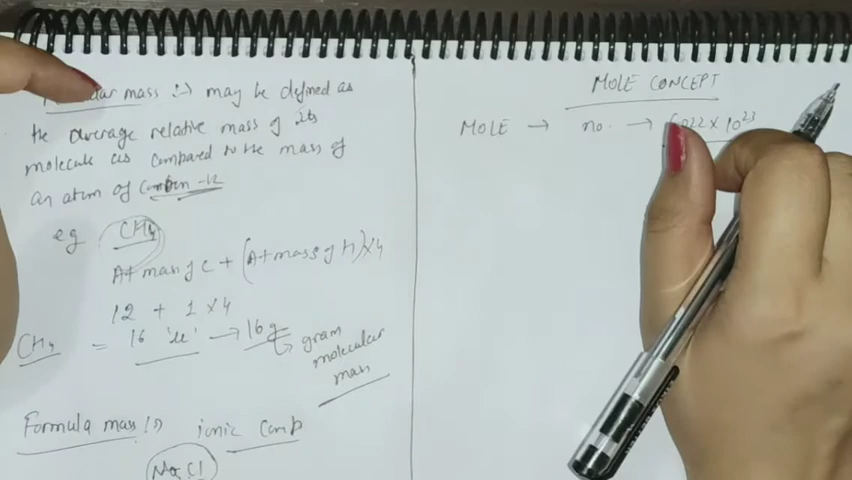 mass :-) may be defined as
the average relative mass of its
molecule as compared to the mass of
an atom of Carbon -12
eg CH4
At mass of C + (At mass of H)x4
12 + 1 x4
CH4 = 16 'u' → 16g
gram
molecular
mass
Formula mass :-)  ionic comp
NaCl
MOLE CONCEPT
MOLE → no. → 6.022 x 10^23